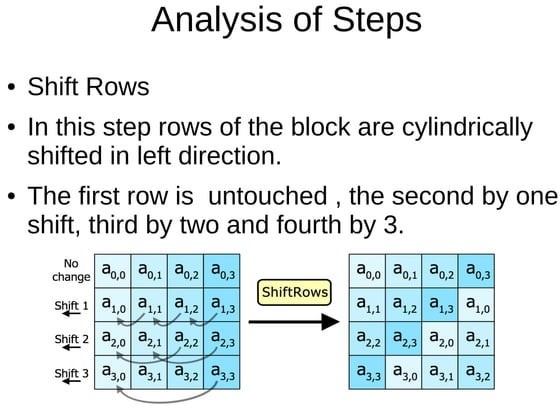 Analysis of Steps
• Shift Rows
• In this step rows of the block are cylindrically
shifted in left direction.
• The first row is untouched , the second by one
shift, third by two and fourth by 3.
No
change
a0,0 a0,1 a0,2 a0,3
Shift 1
a1,0 a1,1 a1,2 a1,3
Shift 2
a2,0 a2,1 a2,2 a2,3
Shift 3
a3,0 a3,1 a3,2 a3,3
ShiftRows
a0,0 a0,1 a0,2 a0,3
a1,1 a1,2 a1,3 a1,0
a2,2 a2,3 a2,0 a2,1
a3,3 a3,0 a3,1 a3,2